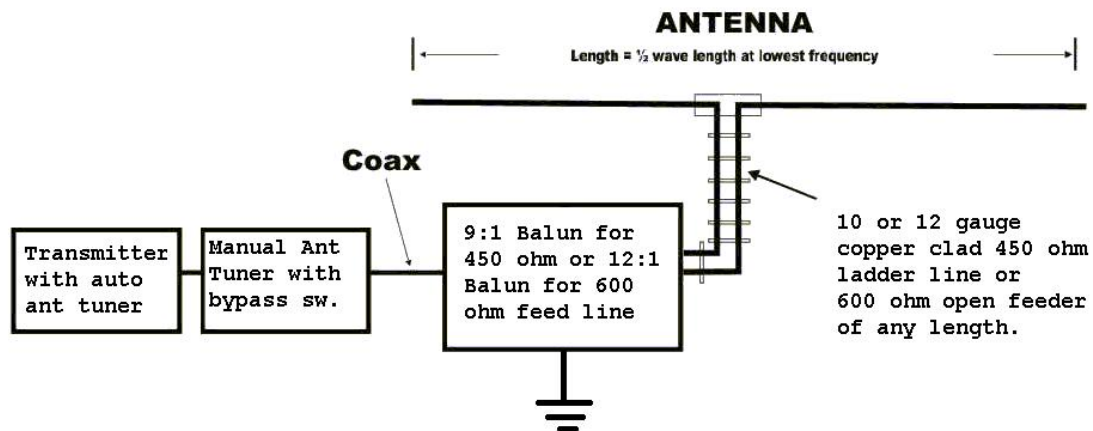 ANTENNA
Length = ½ wave length at lowest frequency
Coax
Transmitter
with auto
ant tuner
Manual Ant
Tuner with
bypass sw.
9:1 Balun for
450 ohm or 12:1
Balun for 600
ohm feed line
10 or 12 gauge
copper clad 450 ohm
ladder line or
600 ohm open feeder
of any length.